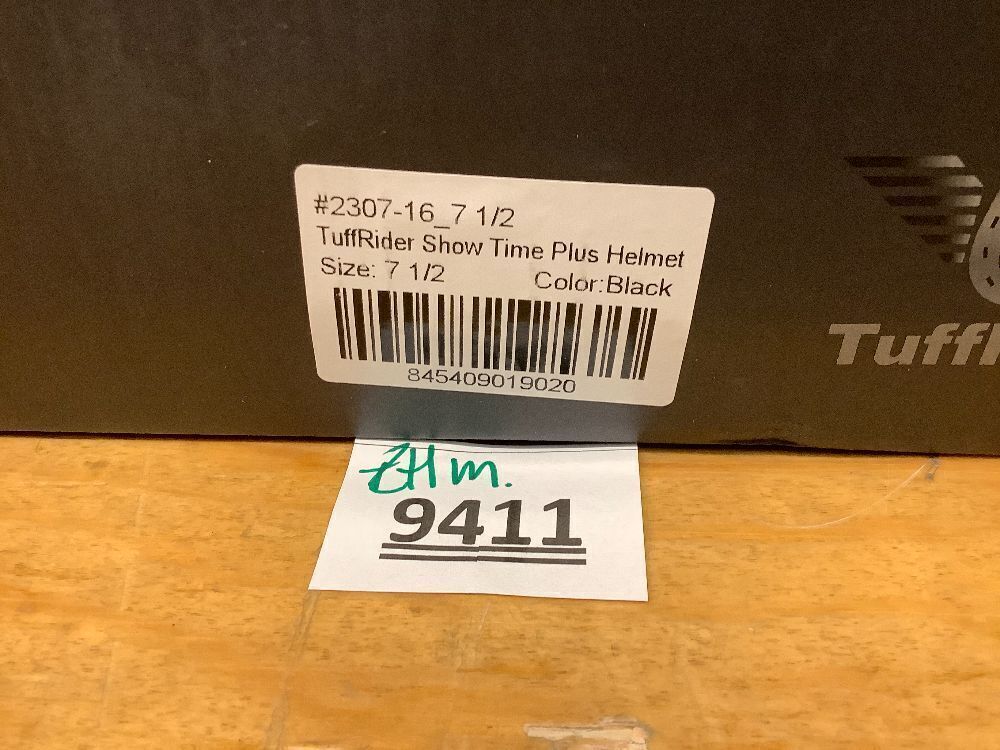 #2307-16_7 1/2
TuffRider Show Time Plus Helmet
Size: 7 1/2 Color:Black
845409019020
9411